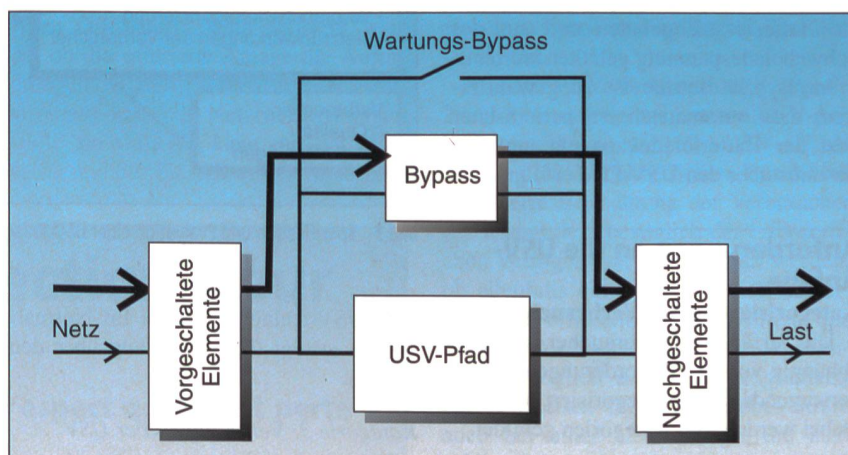 Wartungs-Bypass
Bypass
Vorgeschaltete
Elemente
Netz
USV-Pfad
Nachgeschaltete
Elemente
Last